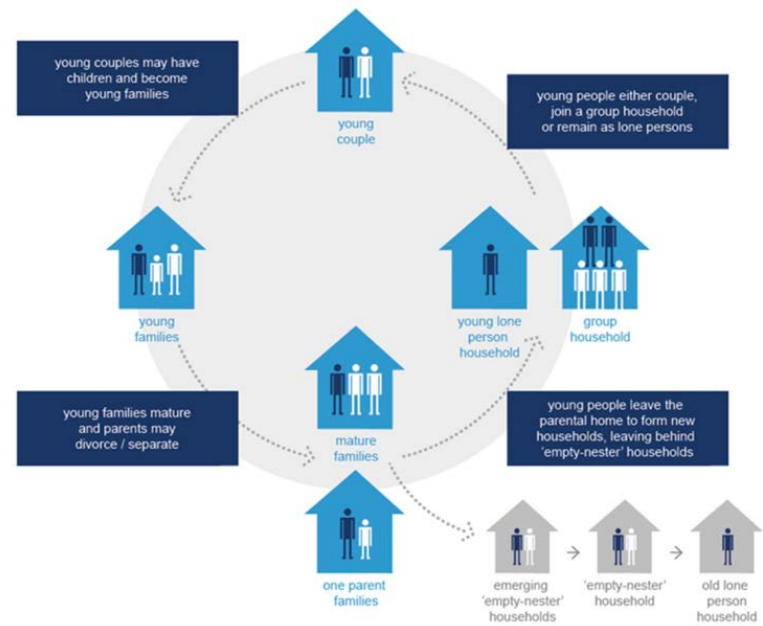 young couples may have
children and become
young families
young
couple
young people either couple,
join a group household
or remain as lone persons
young
families
young lone
person
household
group
household
young families mature
and parents may
divorce / separate
mature
families
young people leave the
parental home to form new
households, leaving behind
'empty-nester' households
one parent
families
emerging
'empty-nester'
households
'empty-nester'
household
old lone
person
household